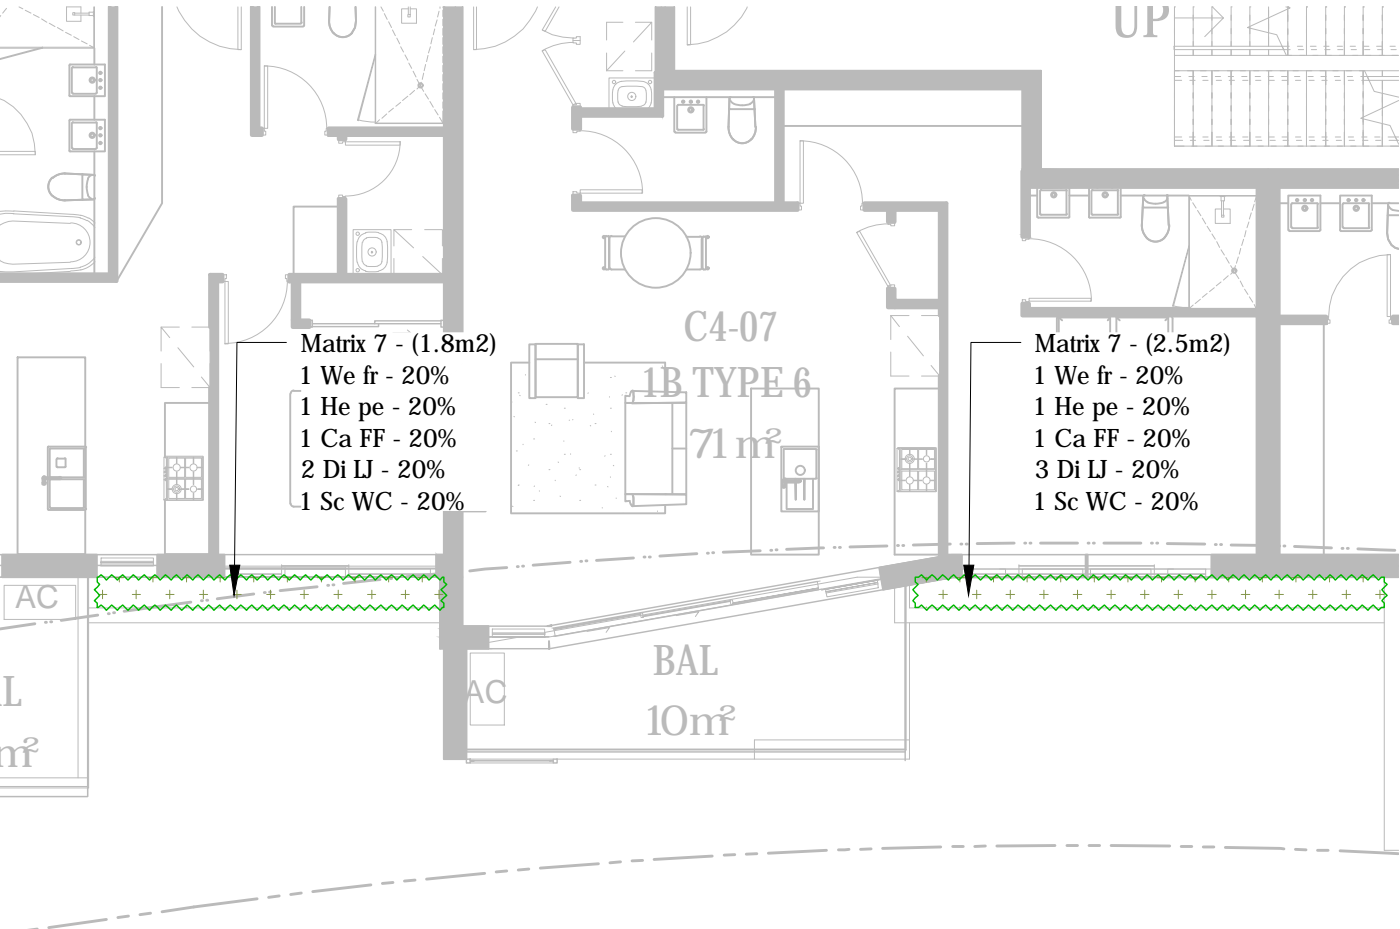 UP
C4-07
1B TYPE 6
71 m²
Matrix 7 - (1.8m2)
1 We fr - 20%
1 He pe - 20%
1 Ca FF - 20%
2 Di LJ - 20%
1 Sc WC - 20%
Matrix 7 - (2.5m2)
1 We fr - 20%
1 He pe - 20%
1 Ca FF - 20%
3 Di LJ - 20%
1 Sc WC - 20%
AC
L
m²
AC
BAL
10m²